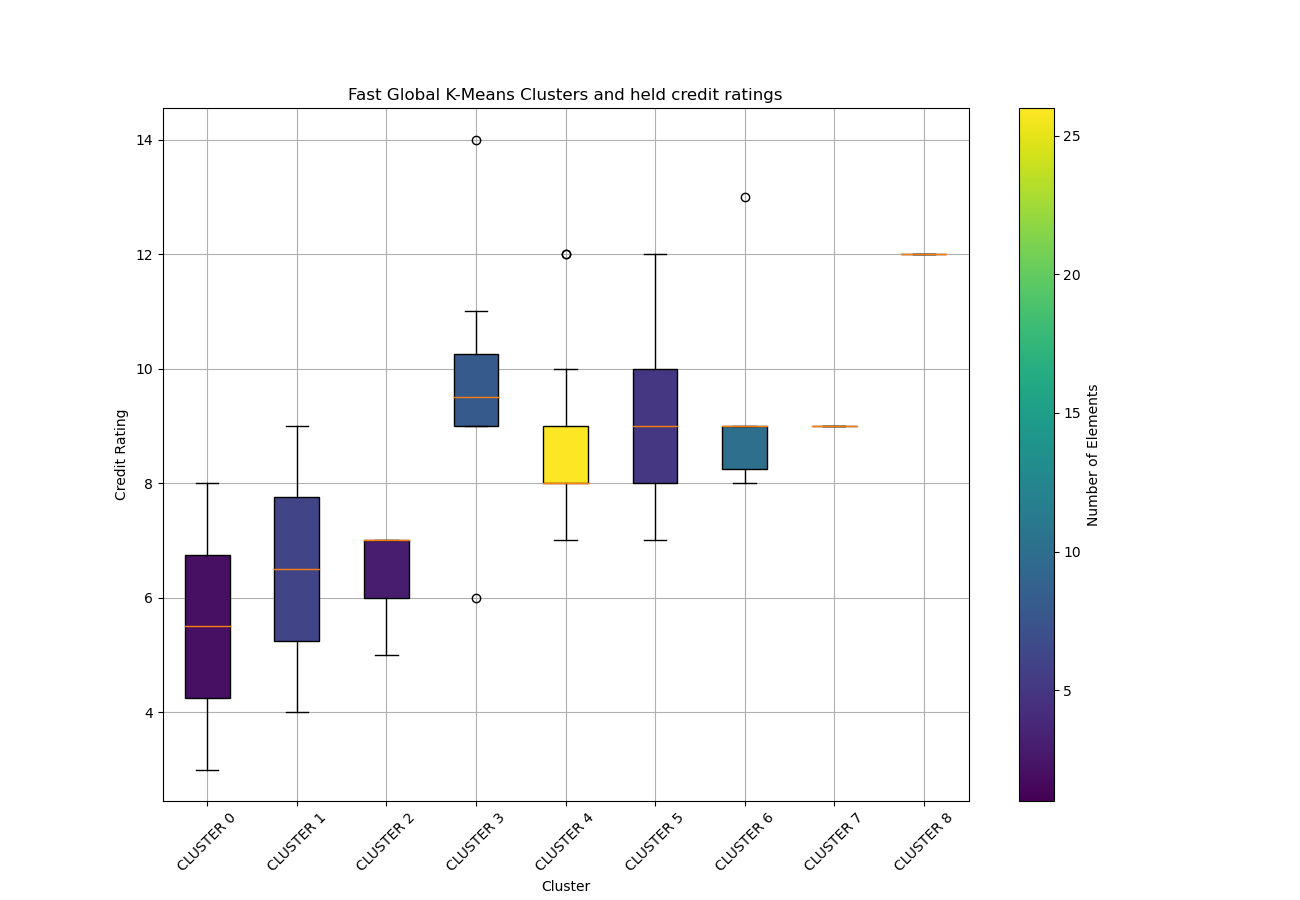 Fast Global K-Means Clusters and held credit ratings
14
12
10
8
6
4
Credit Rating
CLUSTER 0
CLUSTER 1
CLUSTER 2
CLUSTER 3
CLUSTER 4
CLUSTER 5
CLUSTER 6
CLUSTER 7
CLUSTER 8
Cluster
25
20
15
10
5
Number of Elements